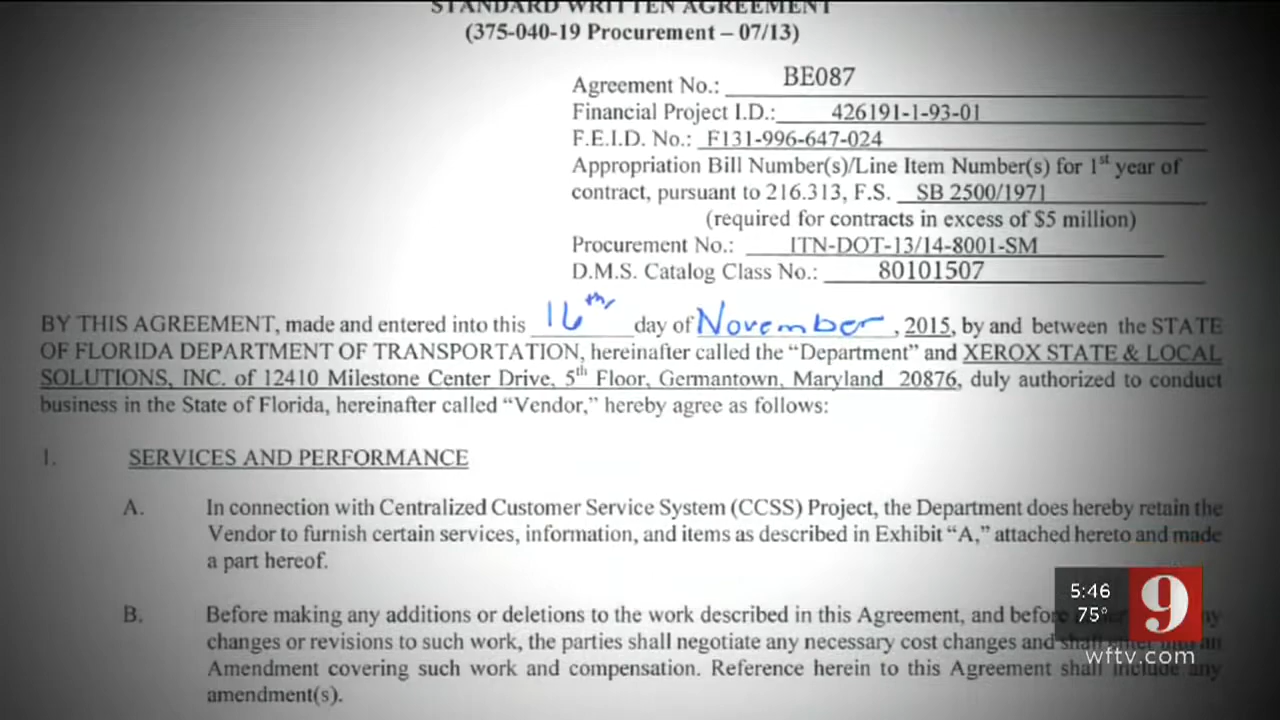 STANDARD WRITTEN AGREEMENT
(375-040-19 Procurement – 07/13)
Agreement No.: BE087
Financial Project I.D.: 426191-1-93-01
F.E.I.D. No.: F131-996-647-024
Appropriation Bill Number(s)/Line Item Number(s) for 1st year of
contract, pursuant to 216.313, F.S. SB 2500/1971
(required for contracts in excess of $5 million)
Procurement No.: ITN-DOT-13/14-8001-SM
D.M.S. Catalog Class No.: 80101507
BY THIS AGREEMENT, made and entered into this 16th day of November, 2015, by and between the STATE
OF FLORIDA DEPARTMENT OF TRANSPORTATION, hereinafter called the “Department” and XEROX STATE & LOCAL
SOLUTIONS, INC. of 12410 Milestone Center Drive, 5th Floor, Germantown, Maryland 20876, duly authorized to conduct
business in the State of Florida, hereinafter called “Vendor,” hereby agree as follows:
1. SERVICES AND PERFORMANCE
A. In connection with Centralized Customer Service System (CCSS) Project, the Department does hereby retain the
Vendor to furnish certain services, information, and items as described in Exhibit “A,” attached hereto and made
a part hereof.
B. Before making any additions or deletions to the work described in this Agreement, and before
changes or revisions to such work, the parties shall negotiate any necessary cost changes and shall enter into an
Amendment covering such work and compensation. Reference herein to this Agreement shall include any
amendment(s).
5:46
75°
9
wftv.com